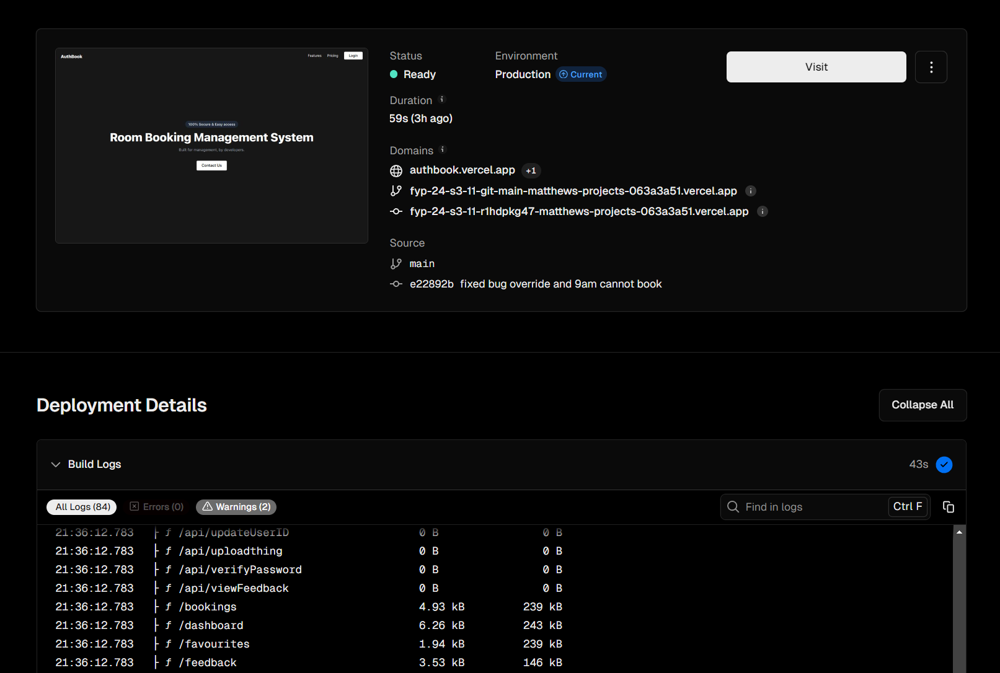 AuthBook Features Pricing Login
100% Secure & Easy access
Room Booking Management System
Built for management, by developers.
Contact Us
Status Environment
Ready Production Current
Visit
Duration
59s (3h ago)
Domains
authbook.vercel.app +1
fyp-24-s3-11-git-main-matthews-projects-063a3a51.vercel.app
fyp-24-s3-11-r1hdpkg47-matthews-projects-063a3a51.vercel.app
Source
main
e22892b fixed bug override and 9am cannot book
Deployment Details
Collapse All
Build Logs 43s
All Logs (84) Errors (0) Warnings (2) Find in logs Ctrl F
21:36:12.783 ├ ƒ /api/updateUserID 0 B 0 B
21:36:12.783 ├ ƒ /api/uploadthing 0 B 0 B
21:36:12.783 ├ ƒ /api/verifyPassword 0 B 0 B
21:36:12.783 ├ ƒ /api/viewFeedback 0 B 0 B
21:36:12.783 ├ ƒ /bookings 4.93 kB 239 kB
21:36:12.783 ├ ƒ /dashboard 6.26 kB 243 kB
21:36:12.783 ├ ƒ /favourites 1.94 kB 239 kB
21:36:12.783 ├ ƒ /feedback 3.53 kB 146 kB